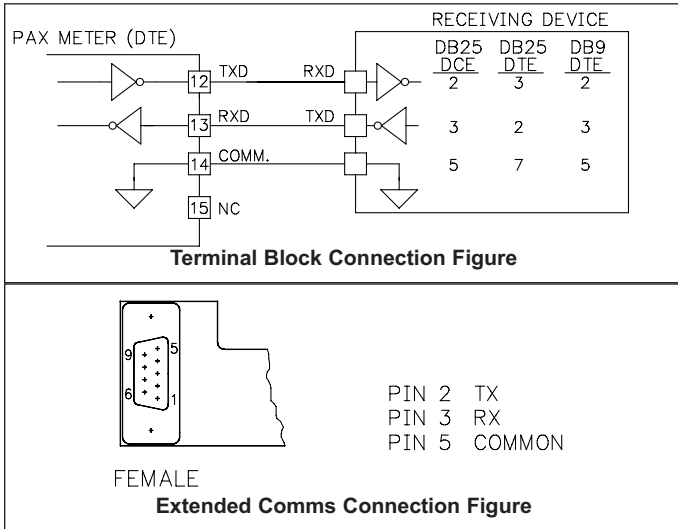 RECEIVING DEVICE
PAX METER (DTE)
DB25 DB25 DB9
DCE DTE DTE
12 TXD RXD 2 3 2
13 RXD TXD 3 2 3
14 COMM. 5 7 5
15 NC
Terminal Block Connection Figure
9 5
6 1
PIN 2 TX
PIN 3 RX
PIN 5 COMMON
FEMALE
Extended Comms Connection Figure